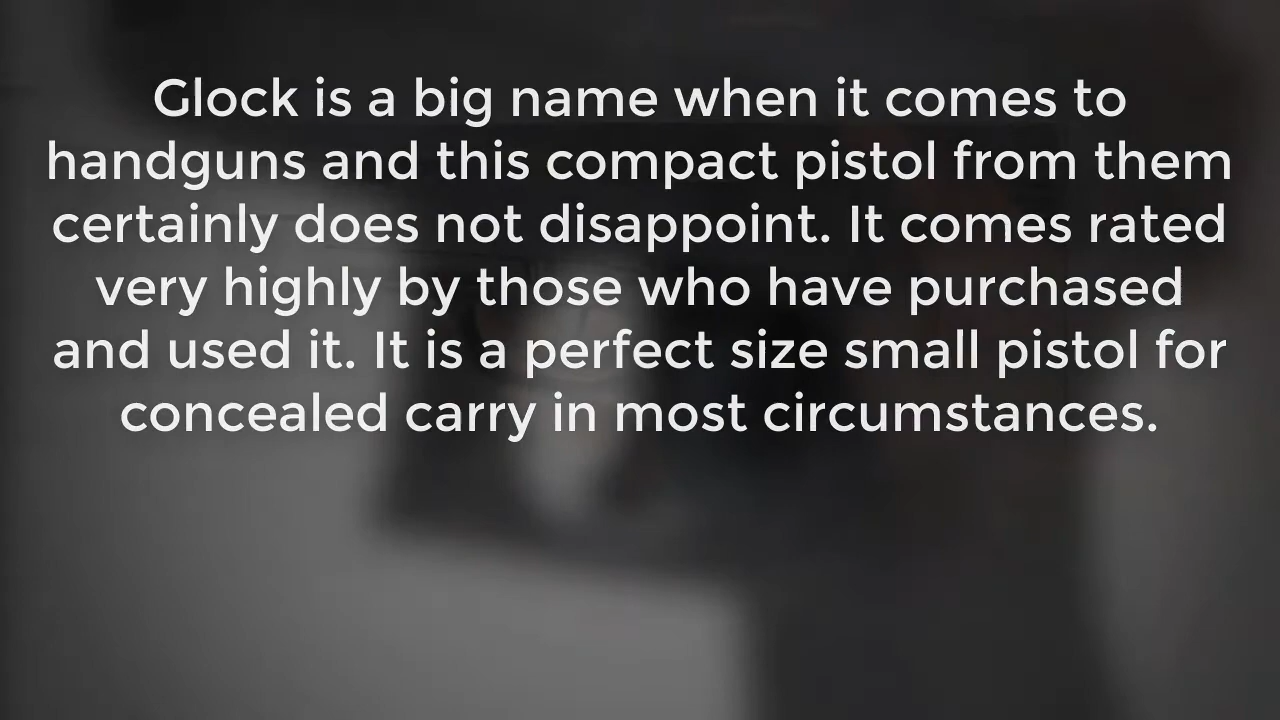 Glock is a big name when it comes to
handguns and this compact pistol from them
certainly does not disappoint. It comes rated
very highly by those who have purchased
and used it. It is a perfect size small pistol for
concealed carry in most circumstances.